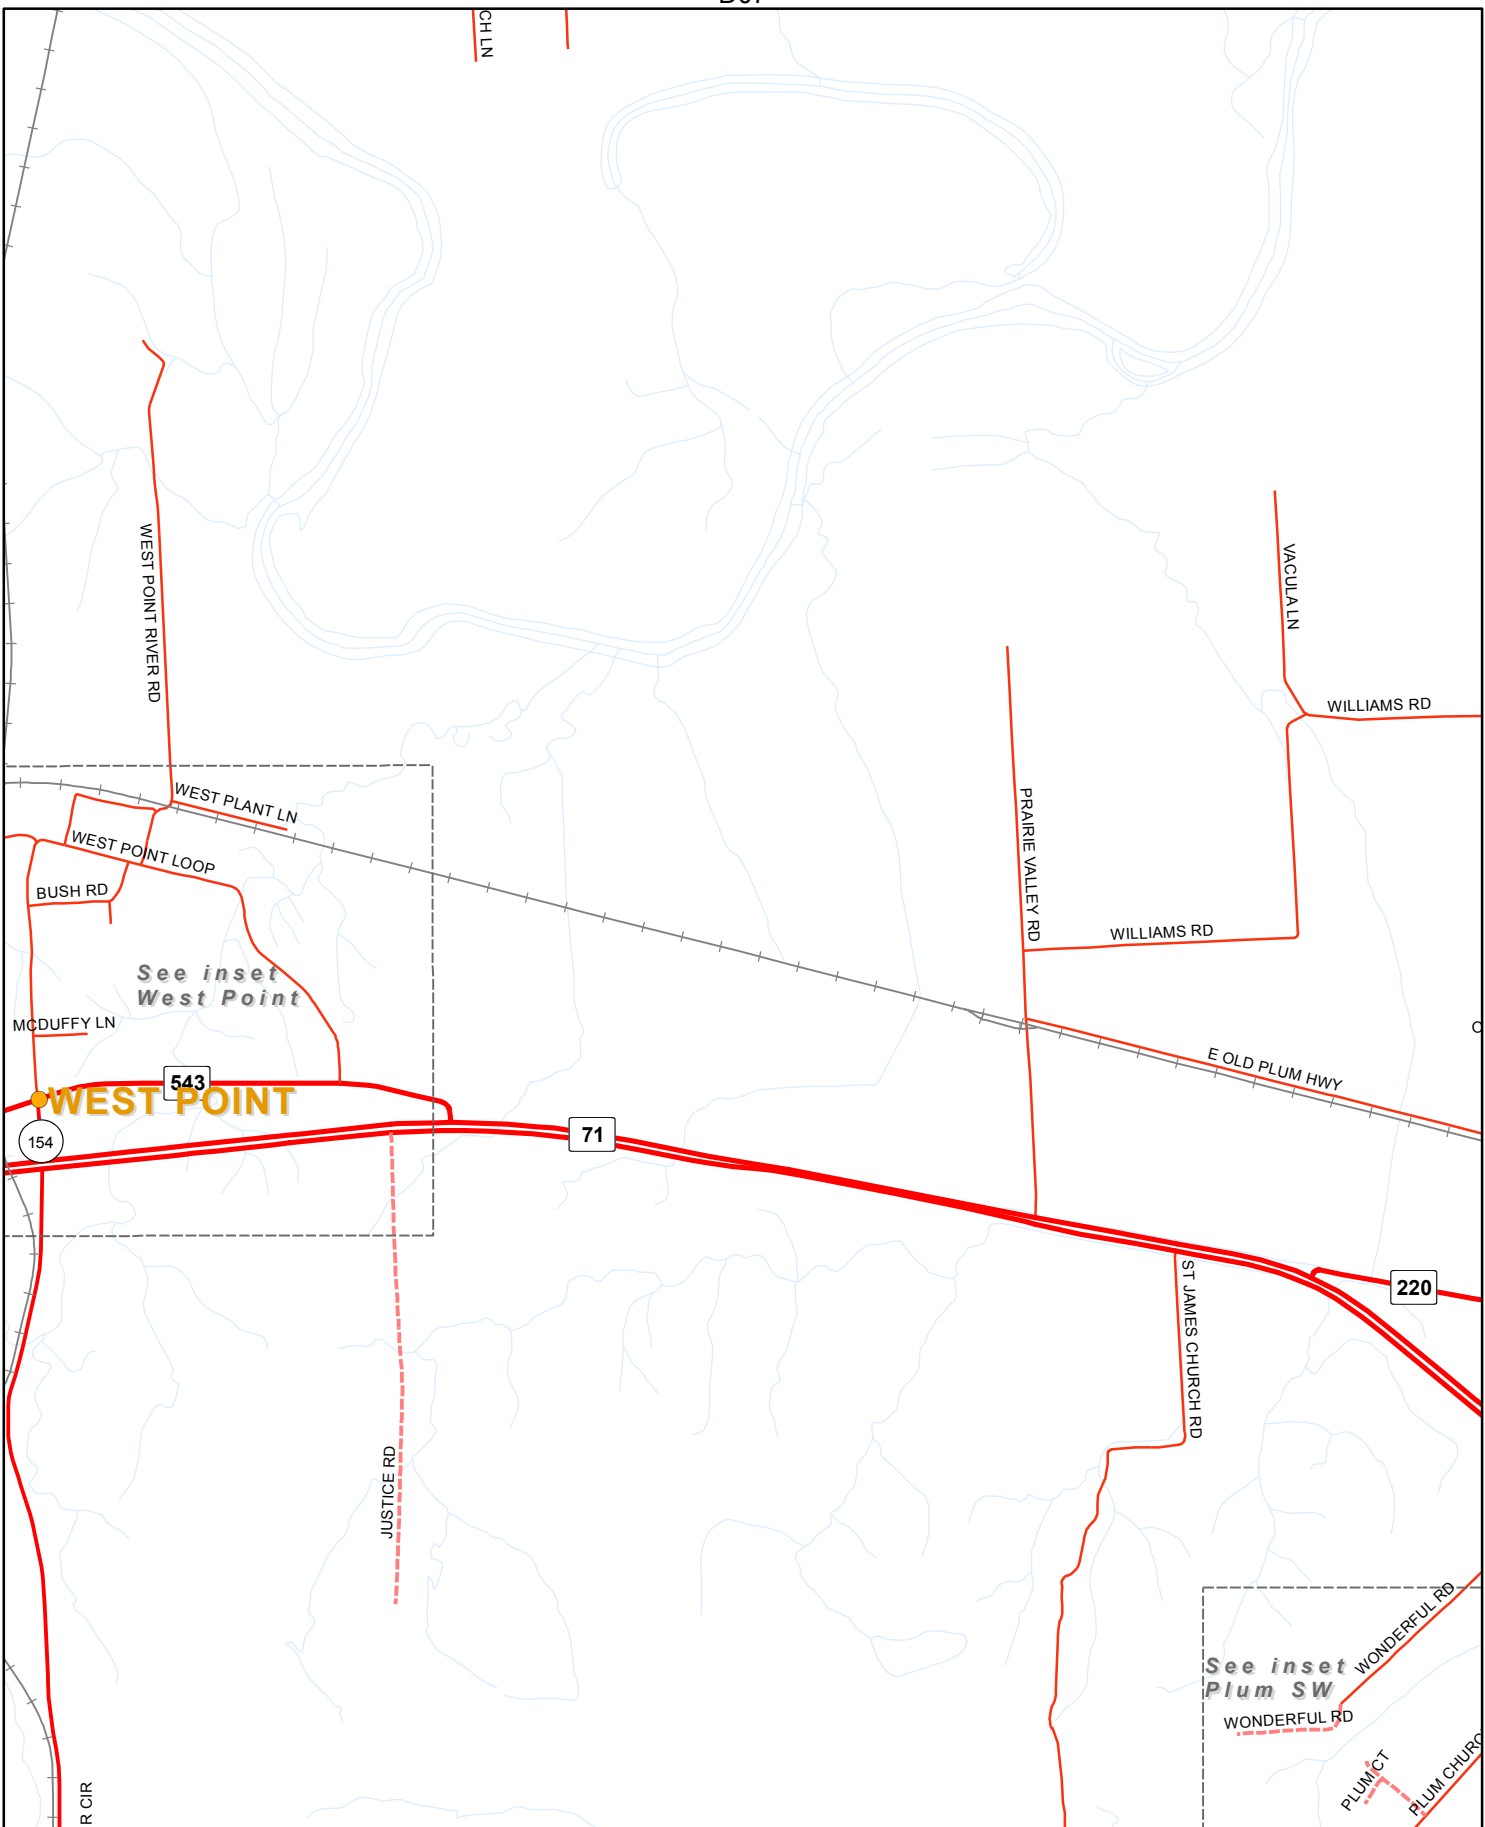 CH LN
WEST POINT RIVER RD
VACULA LN
WILLIAMS RD
WEST PLANT LN
WEST POINT LOOP
BUSH RD
PRAIRIE VALLEY RD
WILLIAMS RD
See inset
West Point
MCDUFFY LN
E OLD PLUM HWY
543
WEST POINT
154
71
220
ST JAMES CHURCH RD
JUSTICE RD
WONDERFUL RD
See inset
Plum SW
WONDERFUL RD
PLUM CT
PLUM CHURC
R CIR